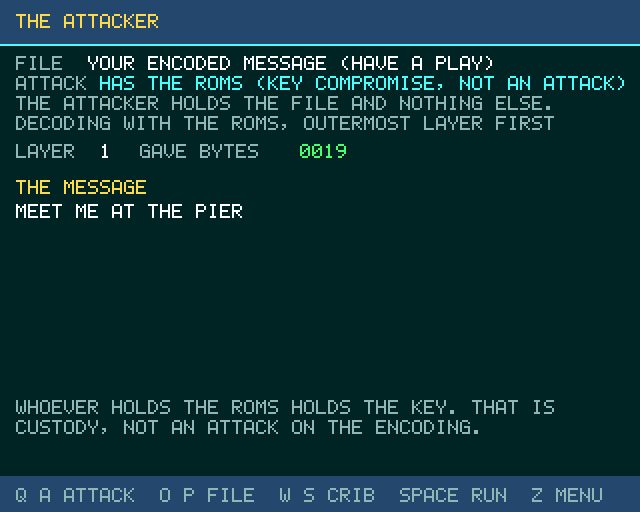 THE ATTACKER
FILE YOUR ENCODED MESSAGE (HAVE A PLAY)
ATTACK HAS THE ROMS (KEY COMPROMISE, NOT AN ATTACK)
THE ATTACKER HOLDS THE FILE AND NOTHING ELSE.
DECODING WITH THE ROMS, OUTERMOST LAYER FIRST
LAYER 1 GAVE BYTES 0019
THE MESSAGE
MEET ME AT THE PIER
WHOEVER HOLDS THE ROMS HOLDS THE KEY. THAT IS
CUSTODY, NOT AN ATTACK ON THE ENCODING.
Q A ATTACK O P FILE W S CRIB SPACE RUN Z MENU